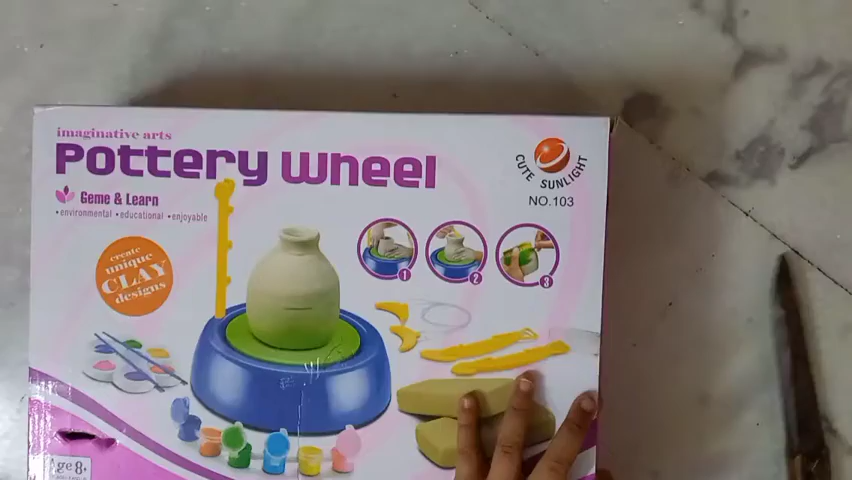 imaginative arts
Pottery Wheel
Geme & Learn
• environmental • educational • enjoyable
create
unique
CLAY
designs
CUTE SUNLIGHT
NO.103
1
2
3
Age 8+